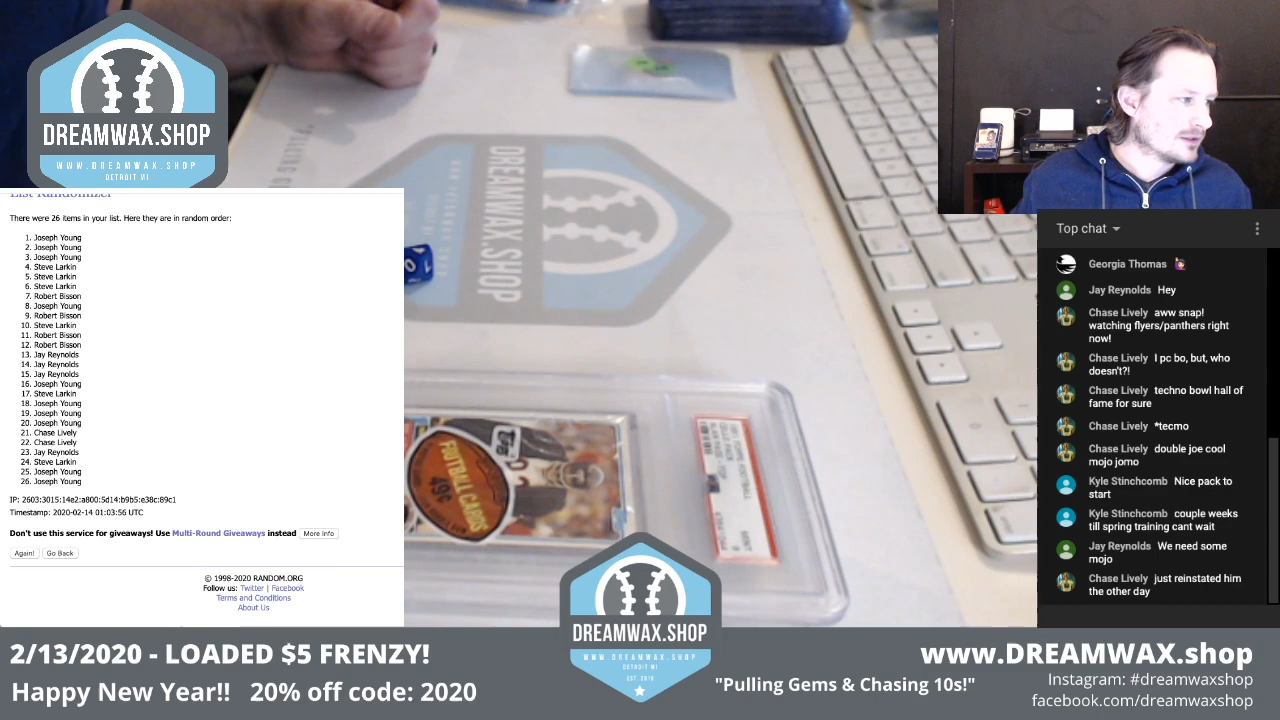 DREAMWAX.SHOP
WWW.DREAMWAX.SHOP
DETROIT MI
List Randomizer
There were 26 items in your list. Here they are in random order:
1. Joseph Young
2. Joseph Young
3. Joseph Young
4. Steve Larkin
5. Steve Larkin
6. Steve Larkin
7. Robert Bisson
8. Joseph Young
9. Robert Bisson
10. Steve Larkin
11. Robert Bisson
12. Robert Bisson
13. Jay Reynolds
14. Jay Reynolds
15. Jay Reynolds
16. Joseph Young
17. Steve Larkin
18. Joseph Young
19. Joseph Young
20. Joseph Young
21. Chase Lively
22. Chase Lively
23. Jay Reynolds
24. Steve Larkin
25. Joseph Young
26. Joseph Young
IP: 2603:3015:14e2:a800:5d14:b9b5:e38c:89c1
Timestamp: 2020-02-14 01:03:56 UTC
Don't use this service for giveaways! Use Multi-Round Giveaways instead More Info
Again! Go Back
© 1998-2020 RANDOM.ORG
Follow us: Twitter | Facebook
Terms and Conditions
About Us
DREAMWAX.SHOP
FOOTBALL CARDS
49¢
MINT
Top chat
Georgia Thomas
Jay Reynolds Hey
Chase Lively aww snap!
watching flyers/panthers right
now!
Chase Lively I pc bo, but, who
doesn't?!
Chase Lively techno bowl hall of
fame for sure
Chase Lively *tecmo
Chase Lively double joe cool
mojo jomo
Kyle Stinchcomb Nice pack to
start
Kyle Stinchcomb couple weeks
till spring training cant wait
Jay Reynolds We need some
mojo
Chase Lively just reinstated him
the other day
DREAMWAX.SHOP
WWW.DREAMWAX.SHOP
DETROIT MI
EST. 2018
2/13/2020 - LOADED $5 FRENZY!
Happy New Year!! 20% off code: 2020
"Pulling Gems & Chasing 10s!"
www.DREAMWAX.shop
Instagram: #dreamwaxshop
facebook.com/dreamwaxshop